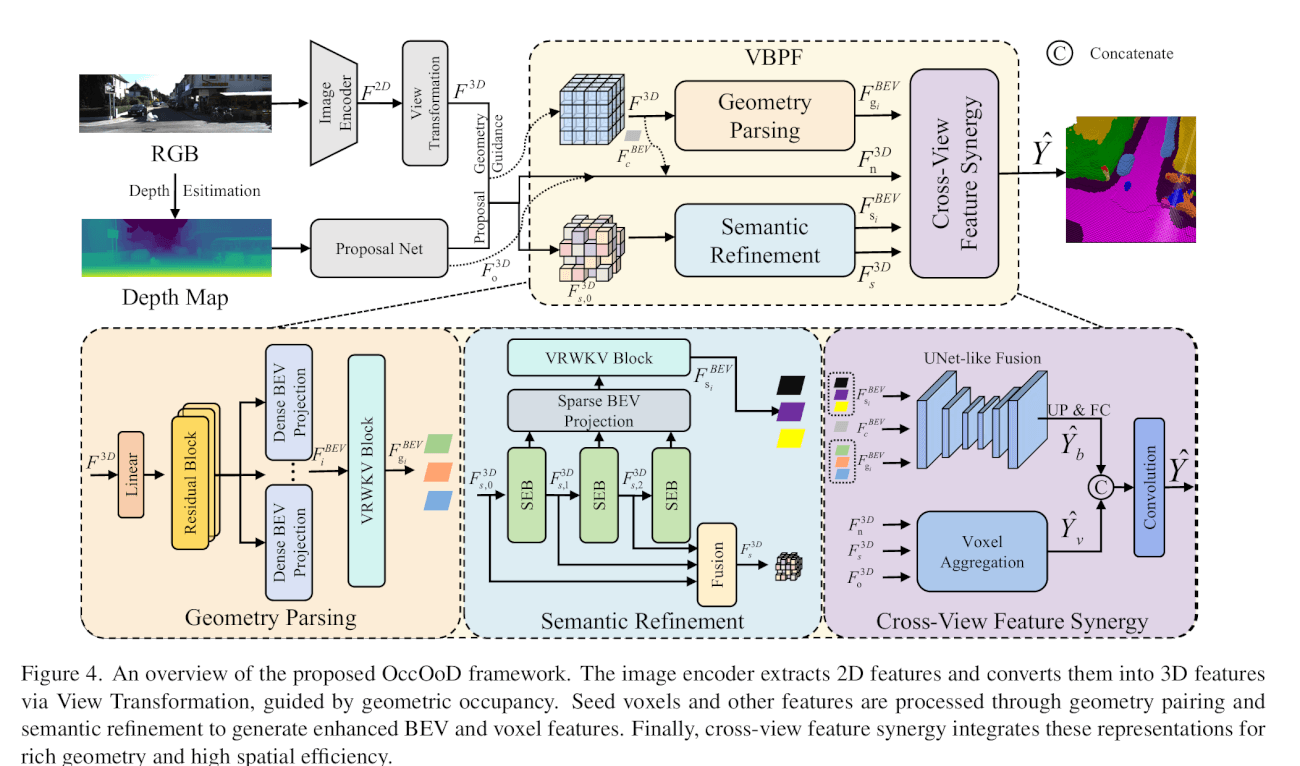 VBPF
C Concatenate
RGB
Depth Esitimation
Depth Map
Image Encoder
F^{2D}
View Transformation
F^{3D}
Proposal Net
Geometry Guidance
Proposal
F_o^{3D}
F^{3D}
F_c^{BEV}
Geometry Parsing
F_{g_i}^{BEV}
F_n^{3D}
F_{s,0}^{3D}
Semantic Refinement
F_{s_i}^{BEV}
F_s^{3D}
Cross-View Feature Synergy
Ŷ
F^{3D}
Linear
Residual Block
Dense BEV Projection
Dense BEV Projection
F_i^{BEV}
VRWKV Block
F_{g_i}^{BEV}
Geometry Parsing
VRWKV Block
F_{s_i}^{BEV}
Sparse BEV Projection
F_{s,0}^{3D}
SEB
F_{s,1}^{3D}
SEB
F_{s,2}^{3D}
SEB
Fusion
F_s^{3D}
Semantic Refinement
UNet-like Fusion
F_{s_i}^{BEV}
F_c^{BEV}
F_{g_i}^{BEV}
UP & FC
Ŷ_b
C
F_n^{3D}
F_s^{3D}
F_o^{3D}
Voxel Aggregation
Ŷ_v
Convolution
Ŷ
Cross-View Feature Synergy
Figure 4. An overview of the proposed OccOoD framework. The image encoder extracts 2D features and converts them into 3D features
via View Transformation, guided by geometric occupancy. Seed voxels and other features are processed through geometry pairing and
semantic refinement to generate enhanced BEV and voxel features. Finally, cross-view feature synergy integrates these representations for
rich geometry and high spatial efficiency.